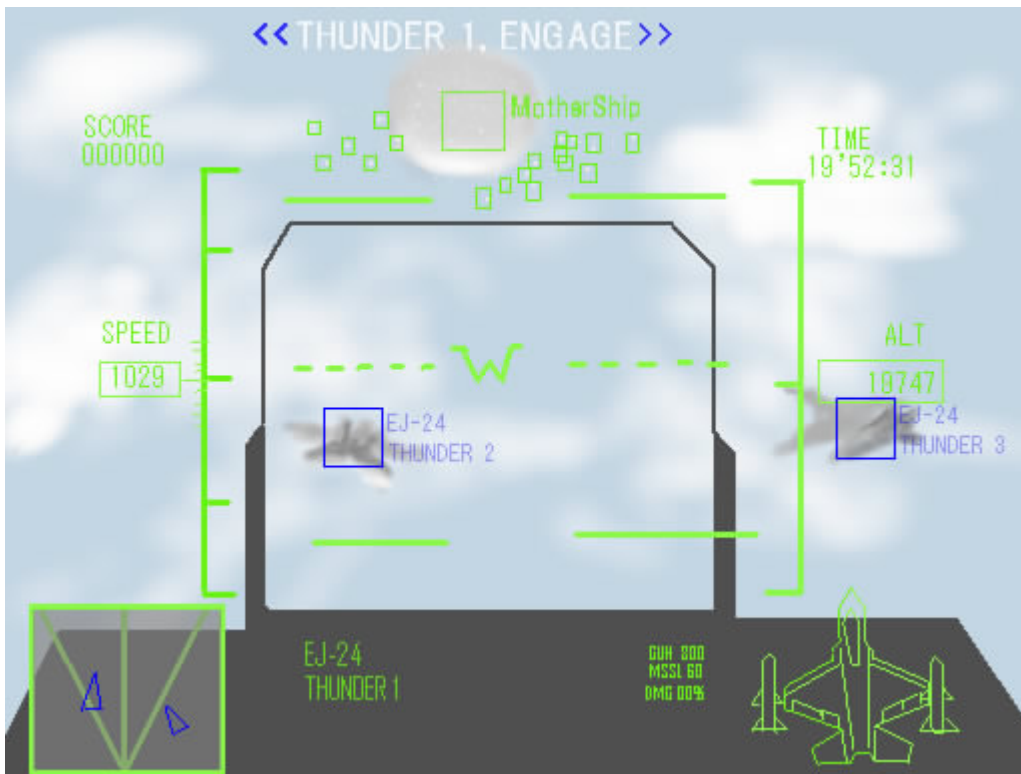 <<THUNDER 1, ENGAGE>>
MotherShip
SCORE
000000
TIME
19'52:31
SPEED
1029
ALT
19747
EJ-24
THUNDER 2
EJ-24
THUNDER 3
EJ-24
THUNDER 1
GUH 800
MSSL 60
DMG 00%